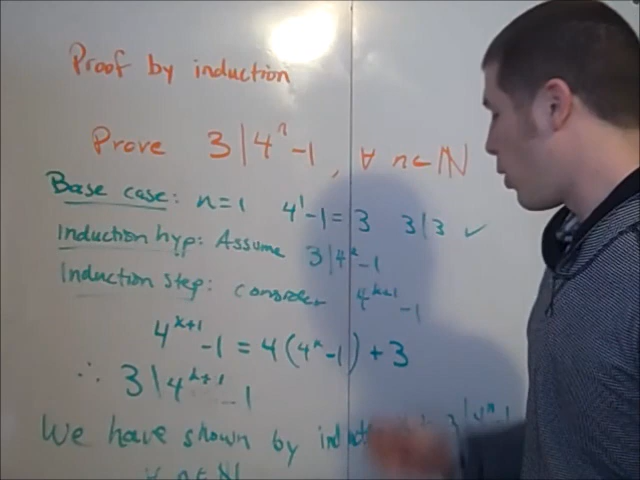 Proof by induction
Prove 3 | 4ⁿ - 1, ∀ n ∈ ℕ
Base case: n = 1 4¹ - 1 = 3 3 | 3 ✓
Induction hyp: Assume 3 | 4ᵏ - 1
Induction step: consider 4ᵏ⁺¹ - 1
4ᵏ⁺¹ - 1 = 4(4ᵏ - 1) + 3
∴ 3 | 4ᵏ⁺¹ - 1
We have shown by 3 | 4ⁿ - 1
∀ n ∈ ℕ